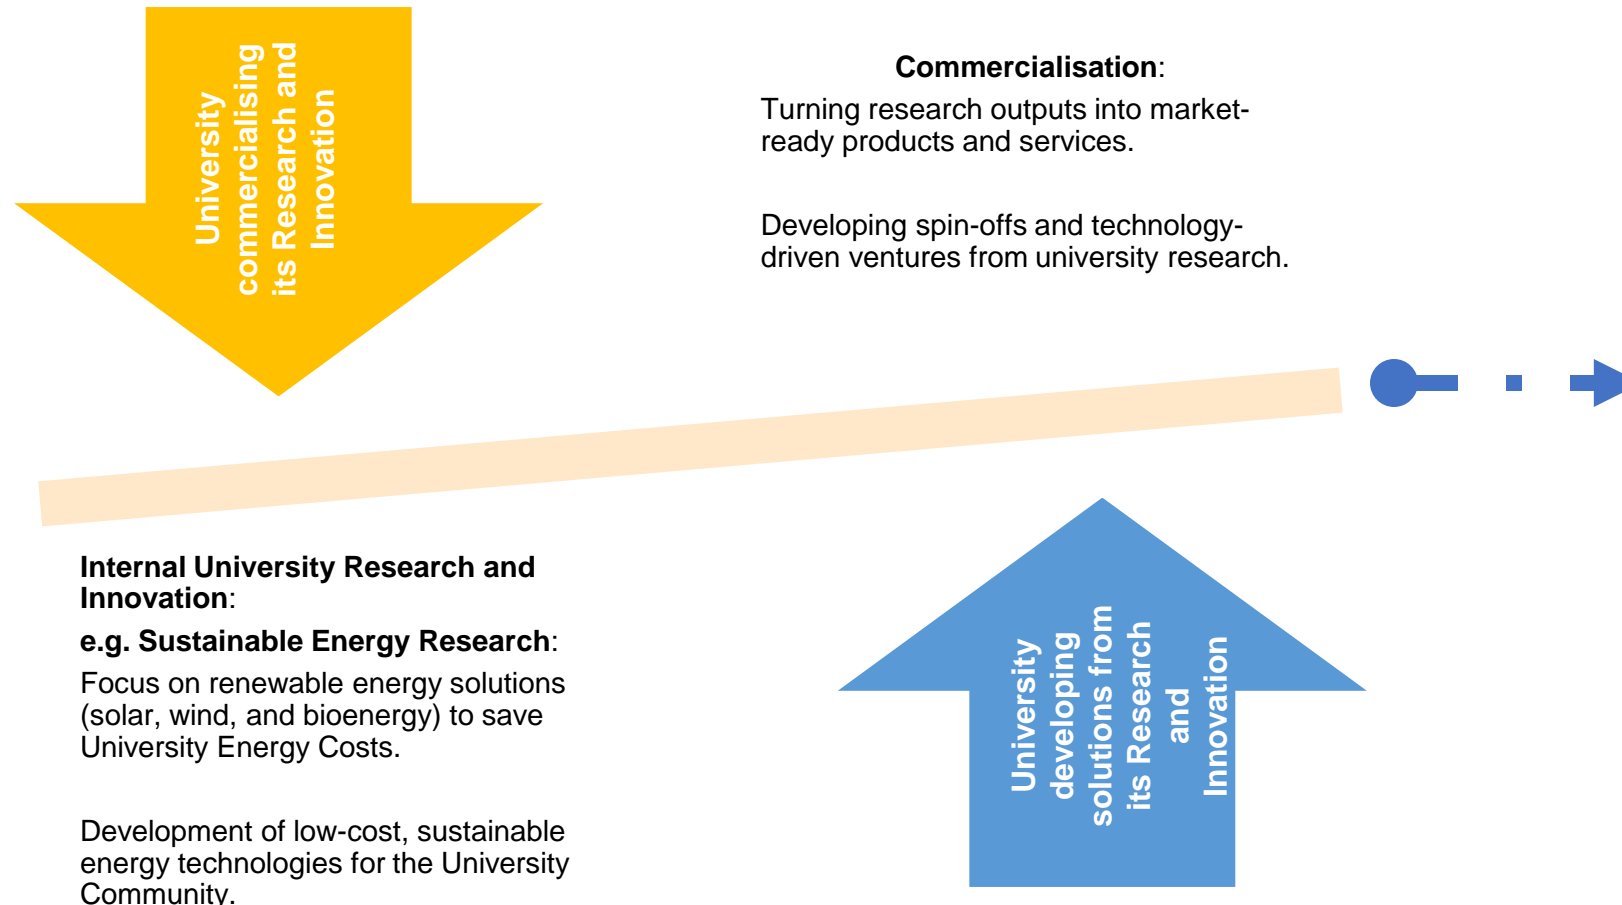 University
commercialising
its Research and
Innovation
Commercialisation:
Turning research outputs into market-
ready products and services.
Developing spin-offs and technology-
driven ventures from university research.
Internal University Research and
Innovation:
e.g. Sustainable Energy Research:
Focus on renewable energy solutions
(solar, wind, and bioenergy) to save
University Energy Costs.
Development of low-cost, sustainable
energy technologies for the University
Community.
University
developing
solutions from
its Research
and
Innovation